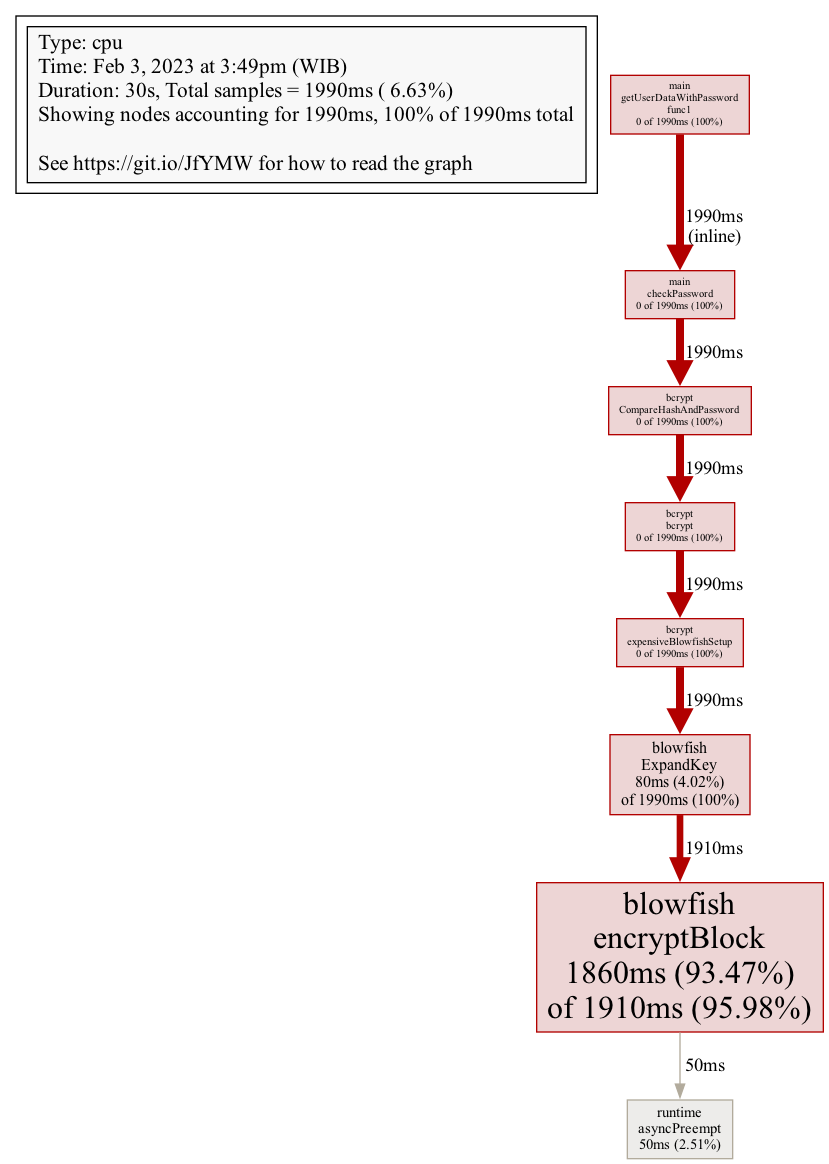 Type: cpu
Time: Feb 3, 2023 at 3:49pm (WIB)
Duration: 30s, Total samples = 1990ms ( 6.63%)
Showing nodes accounting for 1990ms, 100% of 1990ms total
See https://git.io/JfYMW for how to read the graph
main
getUserDataWithPassword
func1
0 of 1990ms (100%)
1990ms
(inline)
main
checkPassword
0 of 1990ms (100%)
1990ms
bcrypt
CompareHashAndPassword
0 of 1990ms (100%)
1990ms
bcrypt
bcrypt
0 of 1990ms (100%)
1990ms
bcrypt
expensiveBlowfishSetup
0 of 1990ms (100%)
1990ms
blowfish
ExpandKey
80ms (4.02%)
of 1990ms (100%)
1910ms
blowfish
encryptBlock
1860ms (93.47%)
of 1910ms (95.98%)
50ms
runtime
asyncPreempt
50ms (2.51%)